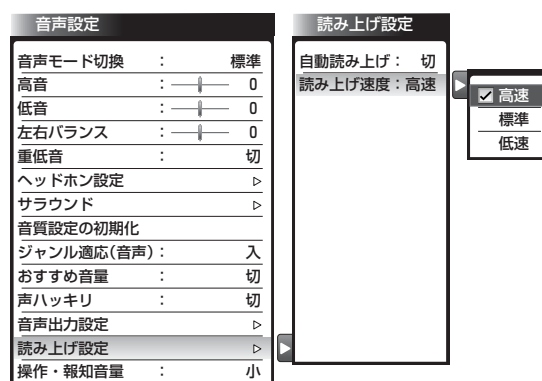 音声設定
音声モード切換 : 標準
高音 : 0
低音 : 0
左右バランス : 0
重低音 : 切
ヘッドホン設定
サラウンド
音質設定の初期化
ジャンル適応(音声) : 入
おすすめ音量 : 切
声ハッキリ : 切
音声出力設定
読み上げ設定
操作・報知音量 : 小
読み上げ設定
自動読み上げ : 切
読み上げ速度 : 高速
高速
標準
低速